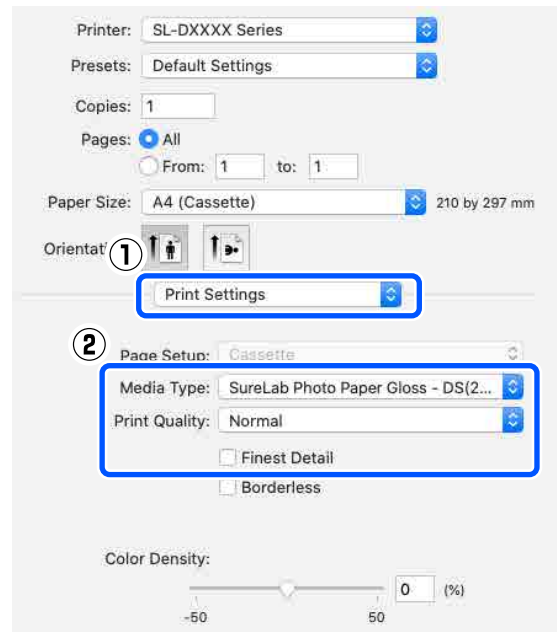 Printer: SL-DXXXX Series
Presets: Default Settings
Copies: 1
Pages: All
From: 1 to: 1
Paper Size: A4 (Cassette) 210 by 297 mm
Orientat
1
Print Settings
2
Page Setup: Cassette
Media Type: SureLab Photo Paper Gloss - DS(2...
Print Quality: Normal
Finest Detail
Borderless
Color Density:
0 (%)
-50 50